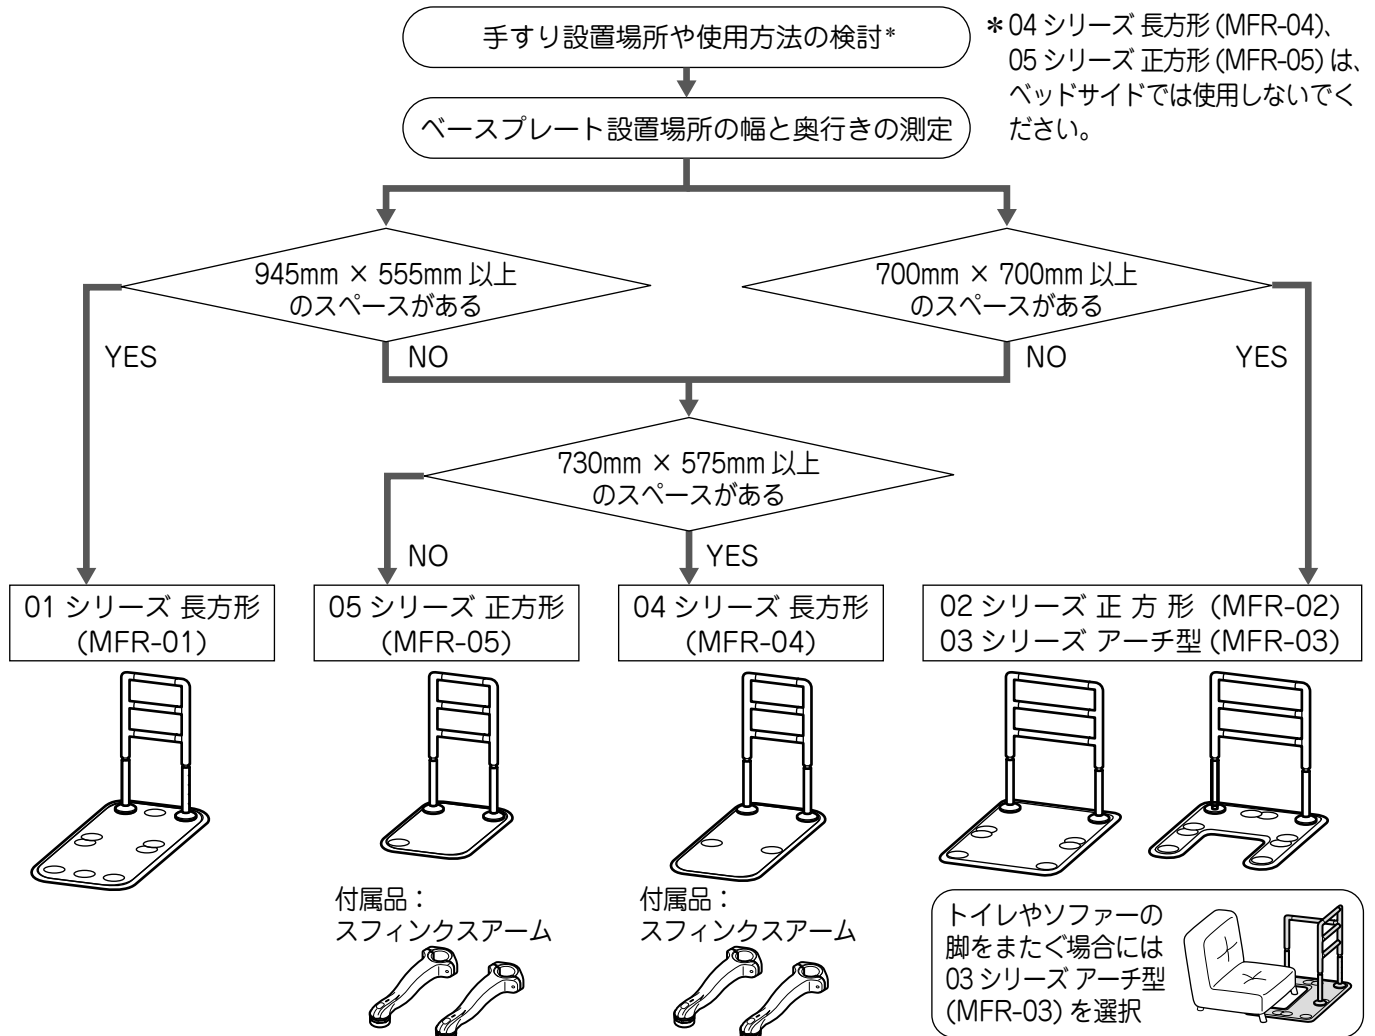 手すり設置場所や使用方法の検討*
*04 シリーズ 長方形 (MFR-04)、
05 シリーズ 正方形 (MFR-05) は、
ベッドサイドでは使用しないでく
ださい。
ベースプレート設置場所の幅と奥行きの測定
945mm × 555mm 以上
のスペースがある
700mm × 700mm 以上
のスペースがある
YES
NO
NO
YES
730mm × 575mm 以上
のスペースがある
NO
YES
01 シリーズ 長方形
(MFR-01)
05 シリーズ 正方形
(MFR-05)
04 シリーズ 長方形
(MFR-04)
02 シリーズ 正 方 形 (MFR-02)
03 シリーズ アーチ型 (MFR-03)
付属品：
スフィンクスアーム
付属品：
スフィンクスアーム
トイレやソファーの
脚をまたぐ場合には
03 シリーズ アーチ型
(MFR-03) を選択